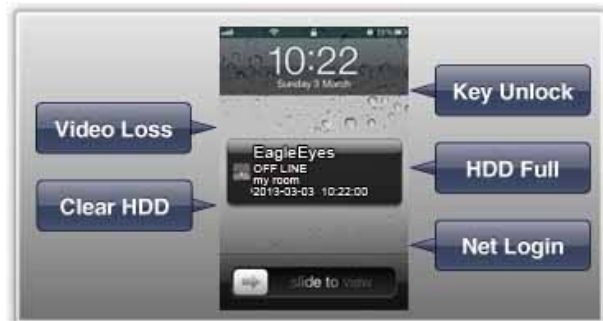 10:22
Sunday 3 March
Key Unlock
Video Loss
EagleEyes
OFF LINE
my room
2013-03-03 10:22:00
HDD Full
Clear HDD
Net Login
slide to view